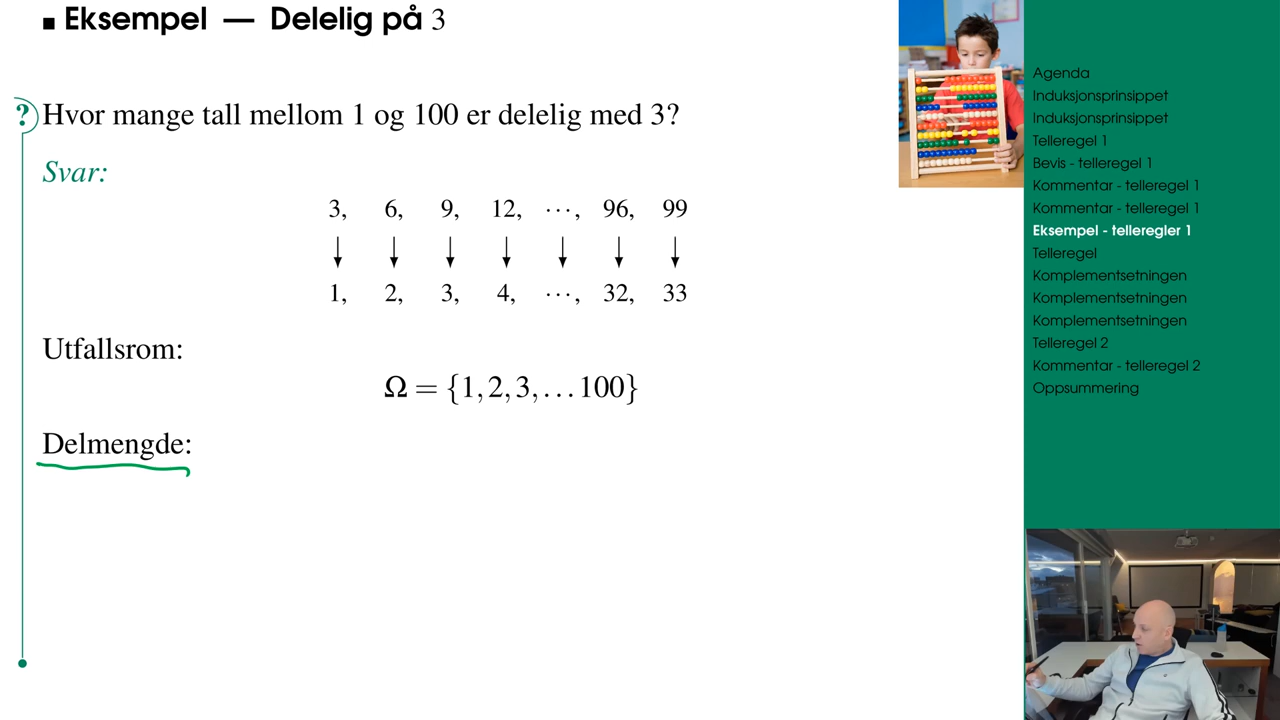 ▪ Eksempel — Delelig på 3
? Hvor mange tall mellom 1 og 100 er delelig med 3?
Svar:
3, 6, 9, 12, ⋯, 96, 99
↓ ↓ ↓ ↓ ↓ ↓ ↓
1, 2, 3, 4, ⋯, 32, 33
Utfallsrom:
Ω = {1, 2, 3, … 100}
Delmengde:
Agenda
Induksjonsprinsippet
Induksjonsprinsippet
Telleregel 1
Bevis - telleregel 1
Kommentar - telleregel 1
Kommentar - telleregel 1
Eksempel - telleregler 1
Telleregel
Komplementsetningen
Komplementsetningen
Komplementsetningen
Telleregel 2
Kommentar - telleregel 2
Oppsummering